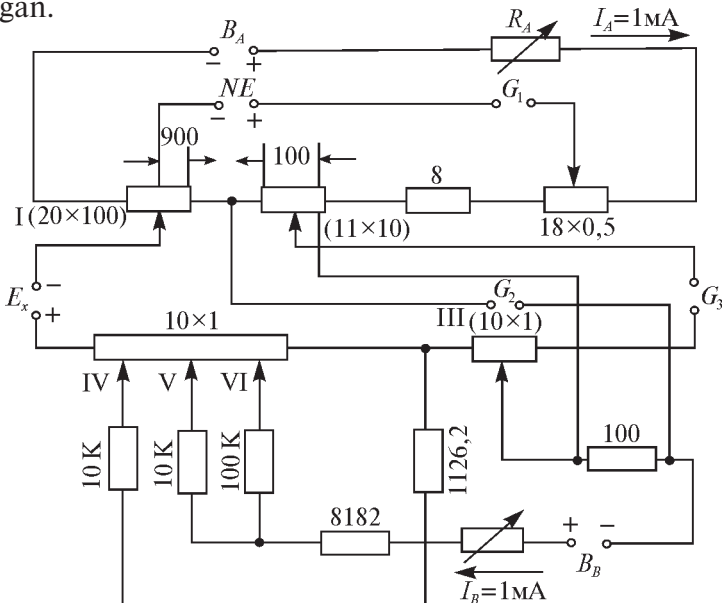 gan.
B_A
R_A
I_A=1мА
− +
NE
G_1
− +
900
100
8
I (20×100)
(11×10)
18×0,5
E_x
−
+
G_2
G_3
10×1
III (10×1)
IV V VI
10 К
10 К
100 К
1126,2
100
8182
+ −
B_B
I_B=1мА